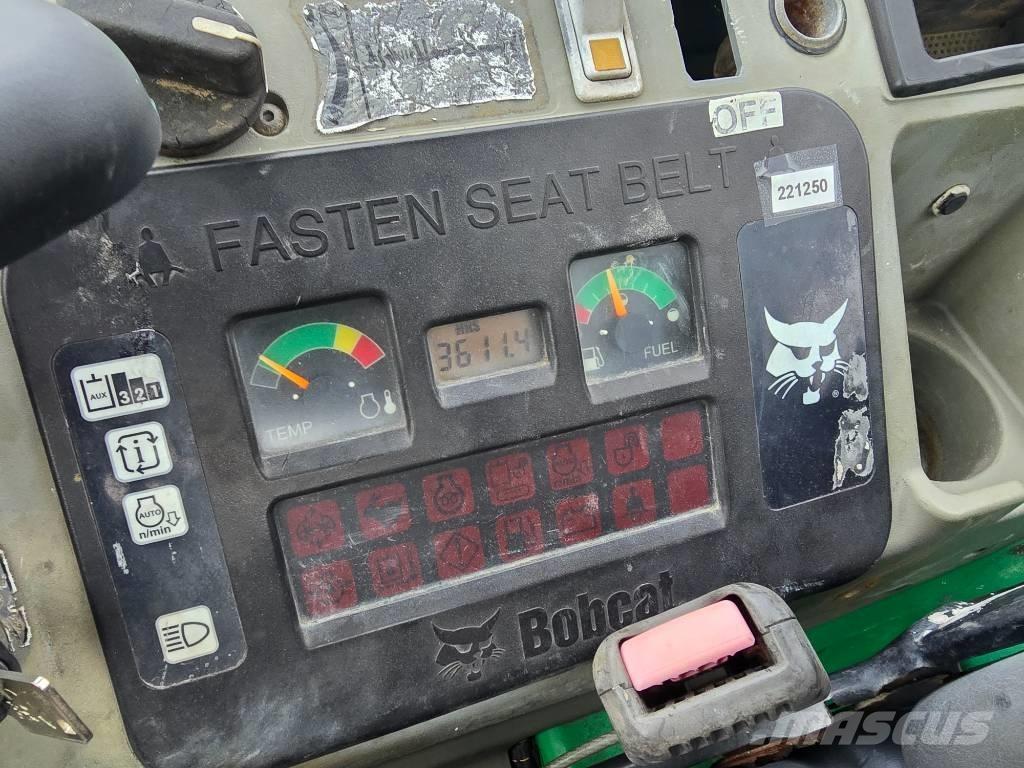 OFF
FASTEN SEAT BELT
221250
HRS
3611.4
TEMP
FUEL
AUX 3 2 1
i
AUTO
n/min
Bobcat
MASCUS